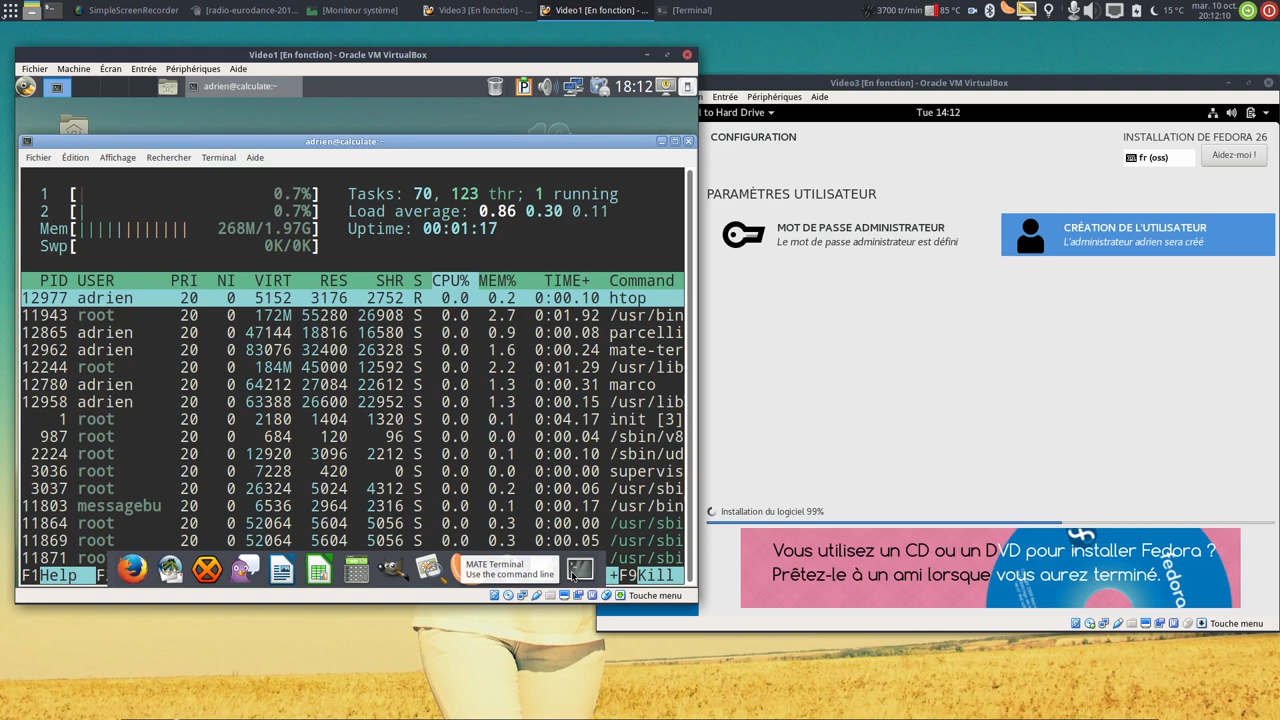 SimpleScreenRecorder
[radio-eurodance-201...
[Moniteur système]
Video3 [En fonction] - ...
Video1 [En fonction] - ...
[Terminal]
3700 tr/min
85 °C
15 °C
mar. 10 oct.
20:12:10
Video1 [En fonction] - Oracle VM VirtualBox
Fichier Machine Écran Entrée Périphériques Aide
adrien@calculate:~
18:12
adrien@calculate:~
Fichier Édition Affichage Rechercher Terminal Aide
1 [| 0.7%] Tasks: 70, 123 thr; 1 running
2 [| 0.7%] Load average: 0.86 0.30 0.11
Mem[||||||||||||| 268M/1.97G] Uptime: 00:01:17
Swp[ 0K/0K]
PID USER PRI NI VIRT RES SHR S CPU% MEM% TIME+ Command
12977 adrien 20 0 5152 3176 2752 R 0.0 0.2 0:00.10 htop
11943 root 20 0 172M 55280 26908 S 0.0 2.7 0:01.92 /usr/bin
12865 adrien 20 0 47144 18816 16580 S 0.0 0.9 0:00.08 parcelli
12962 adrien 20 0 83076 32400 26328 S 0.0 1.6 0:00.24 mate-ter
12244 root 20 0 184M 45000 12592 S 0.0 2.2 0:01.29 /usr/lib
12780 adrien 20 0 64212 27084 22612 S 0.0 1.3 0:00.31 marco
12958 adrien 20 0 63388 26600 22952 S 0.0 1.3 0:00.15 /usr/lib
1 root 20 0 2180 1404 1320 S 0.0 0.1 0:04.17 init [3]
987 root 20 0 684 120 96 S 0.0 0.0 0:00.04 /sbin/v8
2224 root 20 0 12920 3096 2212 S 0.0 0.1 0:00.10 /sbin/ud
3036 root 20 0 7228 420 0 S 0.0 0.0 0:00.00 supervis
3037 root 20 0 26324 5024 4312 S 0.0 0.2 0:00.06 /usr/sbi
11803 messagebu 20 0 6536 2964 2316 S 0.0 0.1 0:00.17 /usr/bin
11864 root 20 0 52064 5604 5056 S 0.0 0.3 0:00.00 /usr/sbi
11869 root 20 0 52064 5604 5056 S 0.0 0.3 0:00.05 /usr/sbi
11871 root /usr/sbi
F1Help F +F9Kill
MATE Terminal
Use the command line
Touche menu
Video3 [En fonction] - Oracle VM VirtualBox
n Entrée Périphériques Aide
l to Hard Drive
Tue 14:12
CONFIGURATION
INSTALLATION DE FEDORA 26
fr (oss)
Aidez-moi !
PARAMÈTRES UTILISATEUR
MOT DE PASSE ADMINISTRATEUR
Le mot de passe administrateur est défini
CRÉATION DE L'UTILISATEUR
L'administrateur adrien sera créé
Installation du logiciel 99%
Vous utilisez un CD ou un DVD pour installer Fedora ?
Prêtez-le à un ami lorsque vous aurez terminé.
fedora
Touche menu